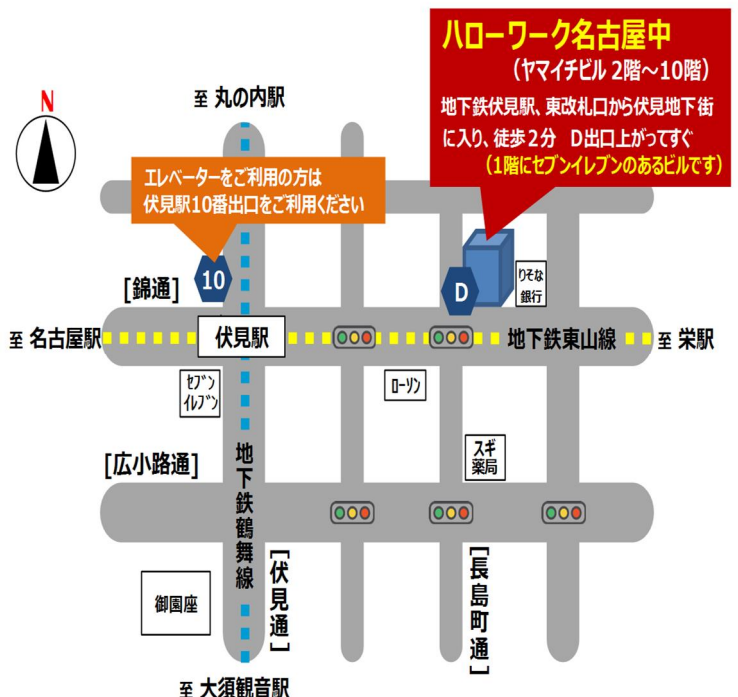 ハローワーク名古屋中
(ヤマイチビル 2階～10階)
地下鉄伏見駅、東改札口から伏見地下街
に入り、徒歩2分　D出口上がってすぐ
(1階にセブンイレブンのあるビルです)
N
至 丸の内駅
エレベーターをご利用の方は
伏見駅10番出口をご利用ください
[錦通]
10
D
りそな
銀行
至 名古屋駅
伏見駅
地下鉄東山線
至 栄駅
セブン
イレブン
ローソン
[広小路通]
スギ
薬局
地下鉄鶴舞線
御園座
[伏見通]
[長島町通]
至 大須観音駅